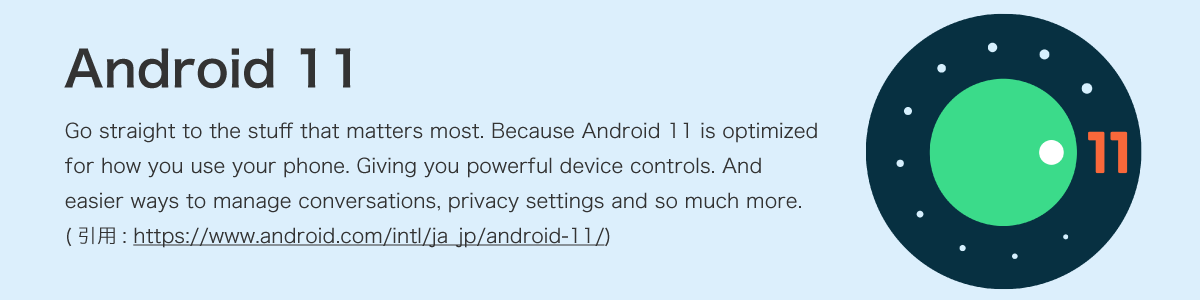 Android 11
Go straight to the stuff that matters most. Because Android 11 is optimized
for how you use your phone. Giving you powerful device controls. And
easier ways to manage conversations, privacy settings and so much more.
( 引用 : https://www.android.com/intl/ja_jp/android-11/)
11